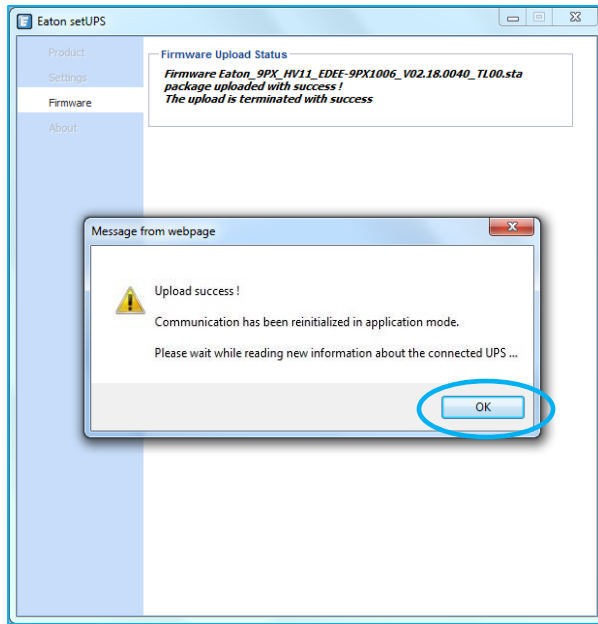 Eaton setUPS
Product
Settings
Firmware
About
Firmware Upload Status
Firmware Eaton_9PX_HV11_EDEE-9PX1006_V02.18.0040_TL00.sta
package uploaded with success !
The upload is terminated with success
Message from webpage
Upload success !
Communication has been reinitialized in application mode.
Please wait while reading new information about the connected UPS ...
OK